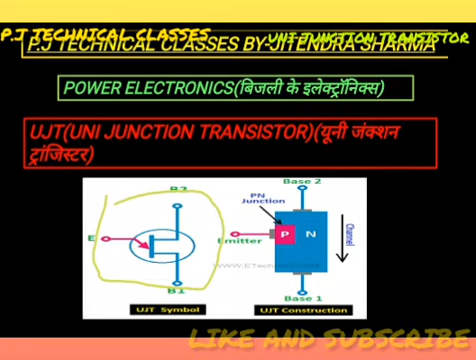 P.J TECHNICAL CLASSES
UNI JUNCTION TRANSISTOR
P.J TECHNICAL CLASSES BY-JITENDRA SHARMA
POWER ELECTRONICS(बिजली के इलेक्ट्रॉनिक्स)
UJT(UNI JUNCTION TRANSISTOR)(यूनी जंक्शन
ट्रांजिस्टर)
B2
E
B1
UJT Symbol
Base 2
PN
Junction
P
N
Emitter
Channel
Base 1
UJT Construction
LIKE AND SUBSCRIBE